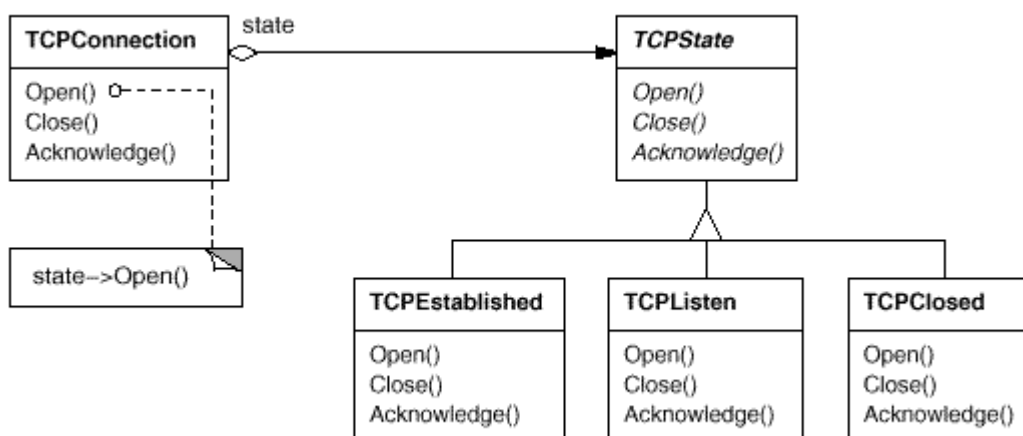 state
TCPConnection
Open()
Close()
Acknowledge()
state->Open()
TCPState
Open()
Close()
Acknowledge()
TCPEstablished
Open()
Close()
Acknowledge()
TCPListen
Open()
Close()
Acknowledge()
TCPClosed
Open()
Close()
Acknowledge()